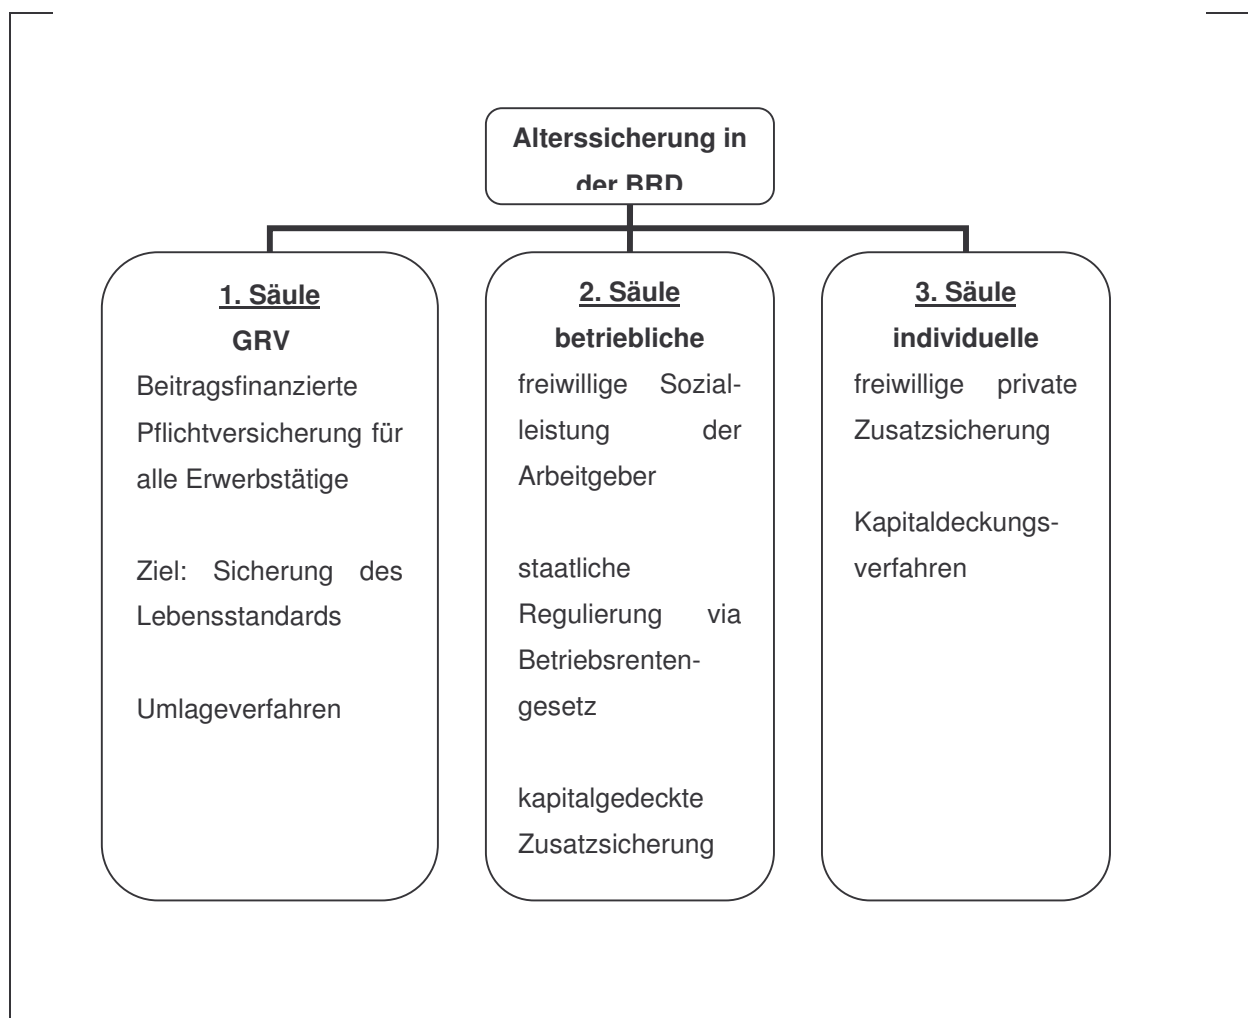 Alterssicherung in
der BRD
1. Säule
GRV
Beitragsfinanzierte
Pflichtversicherung für
alle Erwerbstätige
Ziel: Sicherung des
Lebensstandards
Umlageverfahren
2. Säule
betriebliche
freiwillige Sozial-
leistung der
Arbeitgeber
staatliche
Regulierung via
Betriebsrenten-
gesetz
kapitalgedeckte
Zusatzsicherung
3. Säule
individuelle
freiwillige private
Zusatzsicherung
Kapitaldeckungs-
verfahren